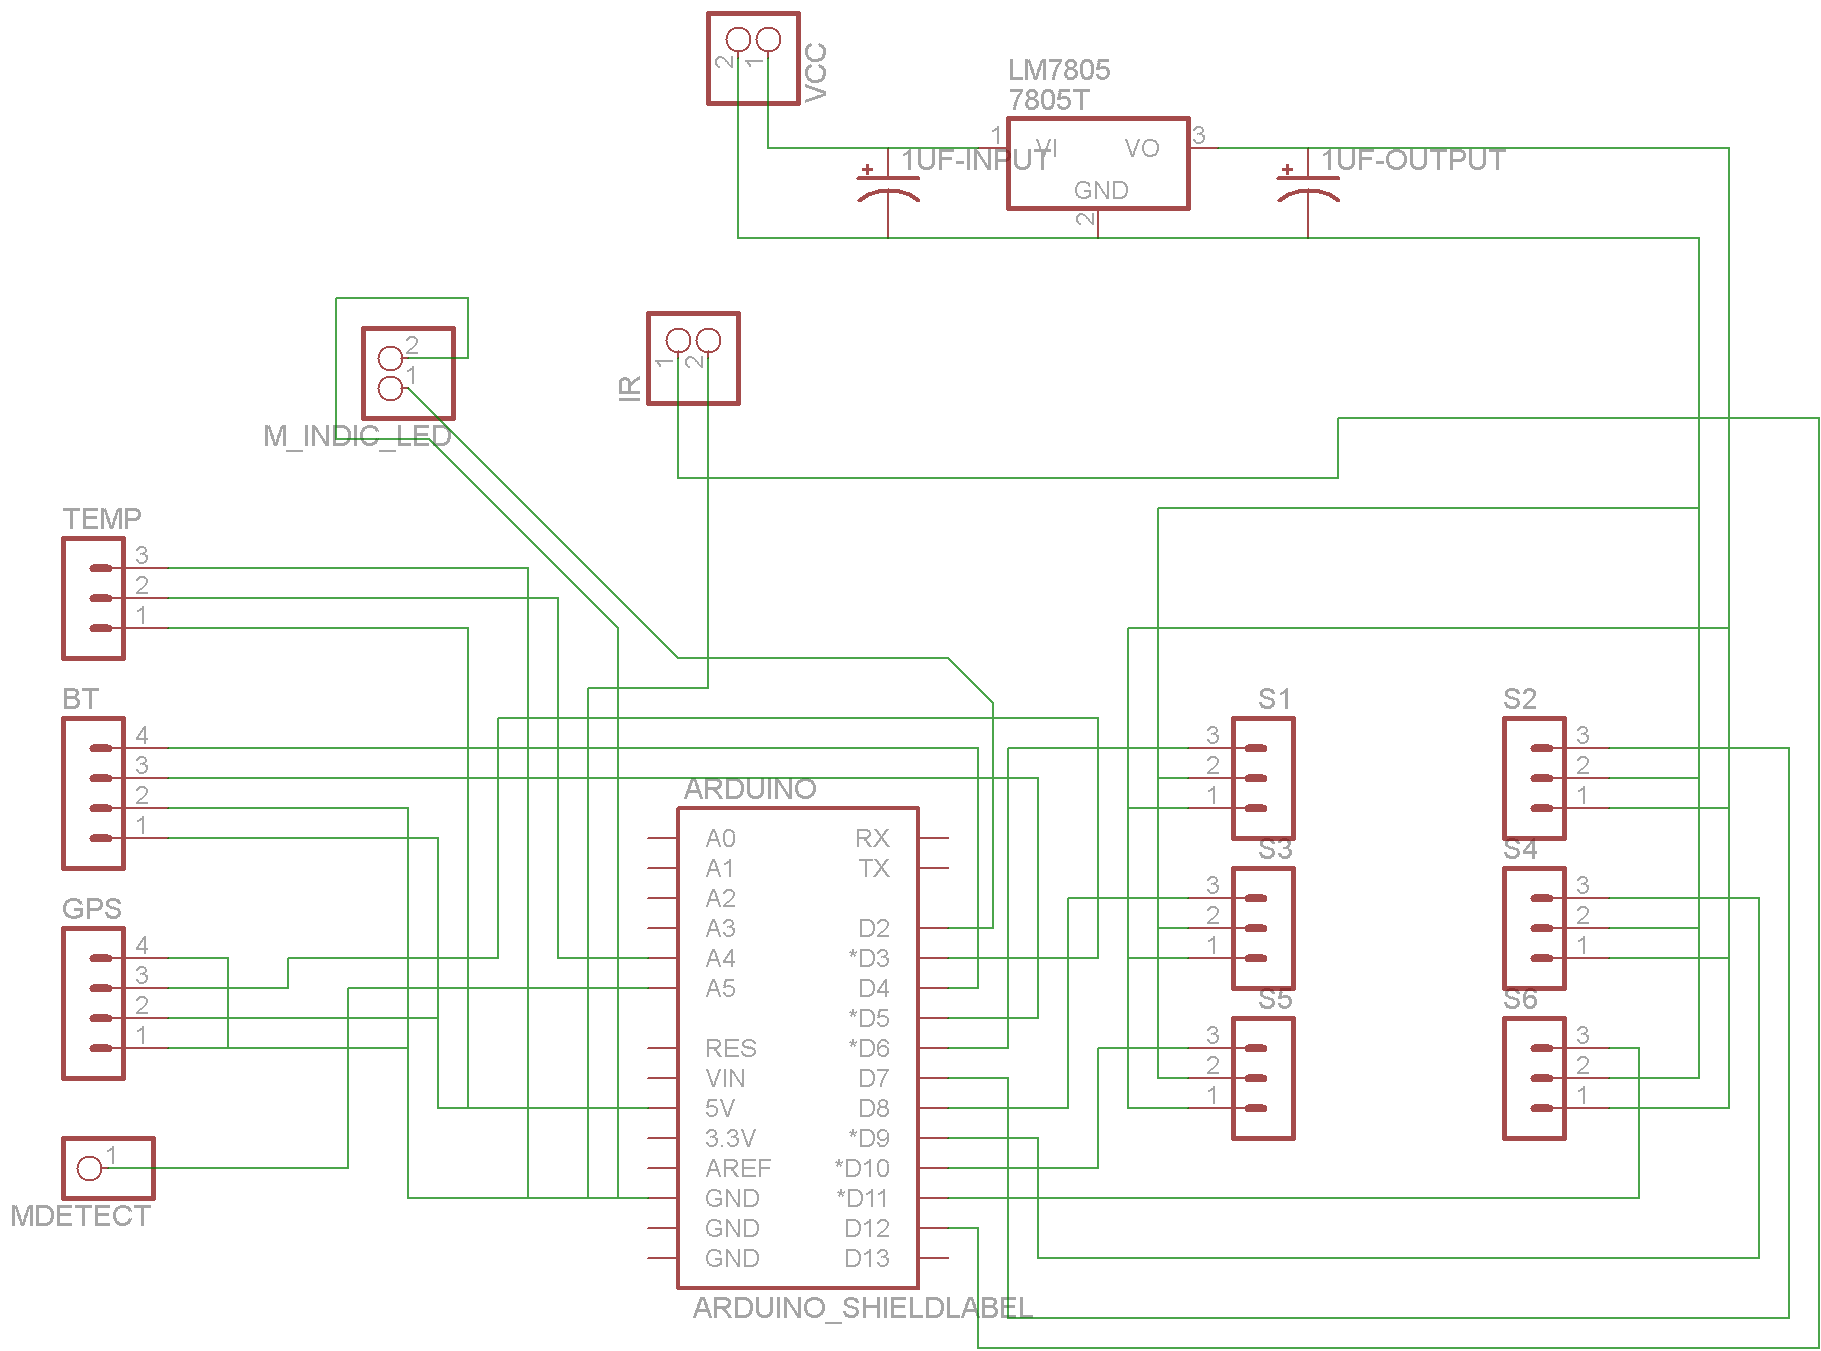 2 1
VCC
LM7805
7805T
1 VI VO 3
GND
2
1UF-INPUT
1UF-OUTPUT
2
1
M_INDIC_LED
1 2
IR
TEMP
3
2
1
BT
4
3
2
1
GPS
4
3
2
1
1
MDETECT
ARDUINO
A0 RX
A1 TX
A2
A3 D2
A4 *D3
A5 D4
*D5
RES *D6
VIN D7
5V D8
3.3V *D9
AREF *D10
GND *D11
GND D12
GND D13
ARDUINO_SHIELDLABEL
S1
3
2
1
S2
3
2
1
S3
3
2
1
S4
3
2
1
S5
3
2
1
S6
3
2
1